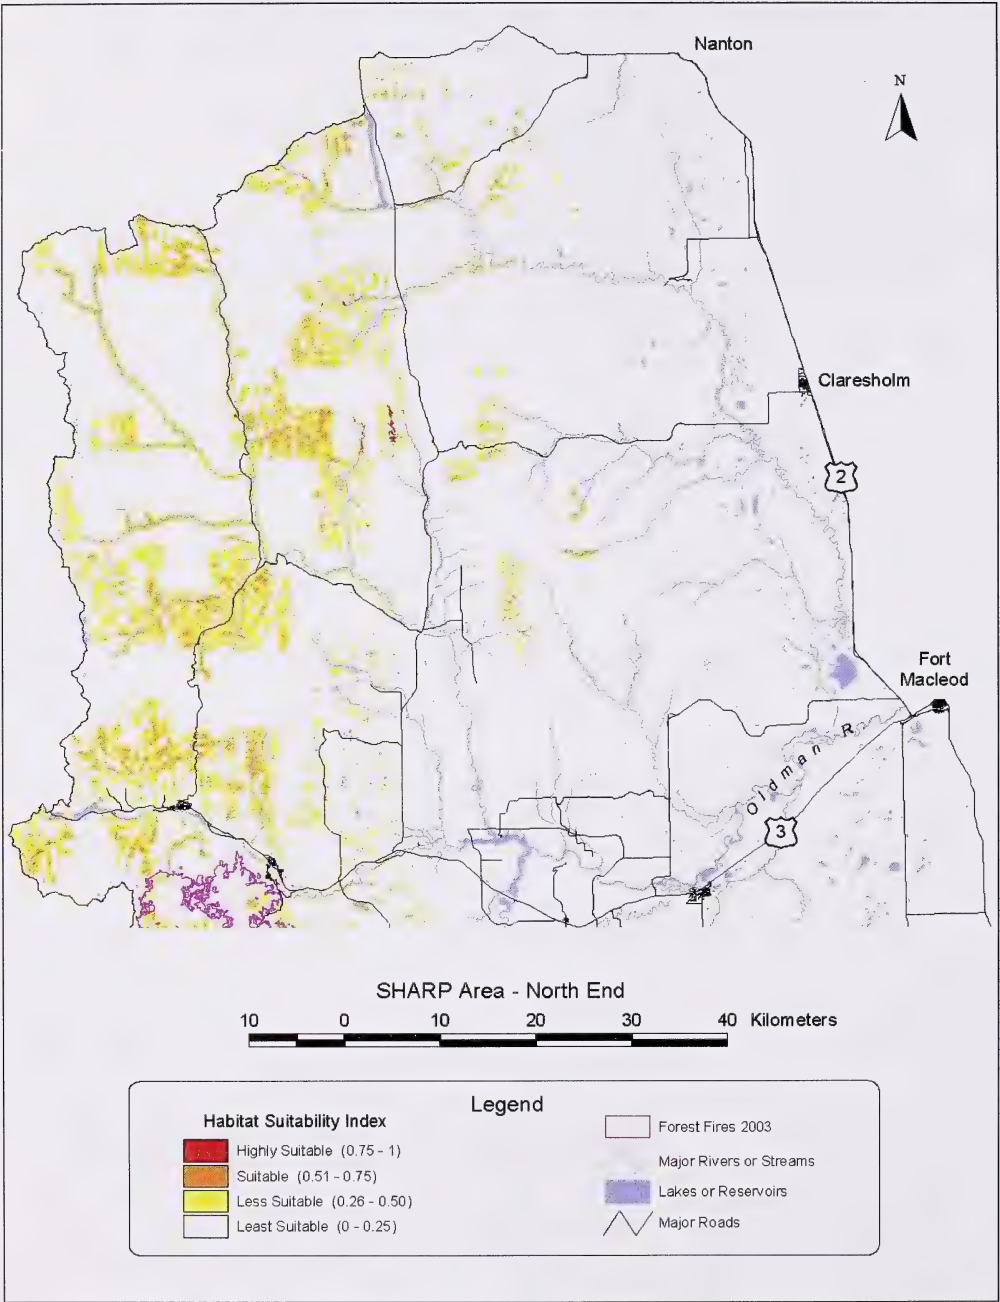 Nanton
N
Claresholm
2
Fort
Macleod
Oldman R
3
SHARP Area - North End
10 0 10 20 30 40 Kilometers
Legend
Habitat Suitability Index
Highly Suitable (0.75 - 1)
Suitable (0.51 - 0.75)
Less Suitable (0.26 - 0.50)
Least Suitable (0 - 0.25)
Forest Fires 2003
Major Rivers or Streams
Lakes or Reservoirs
Major Roads